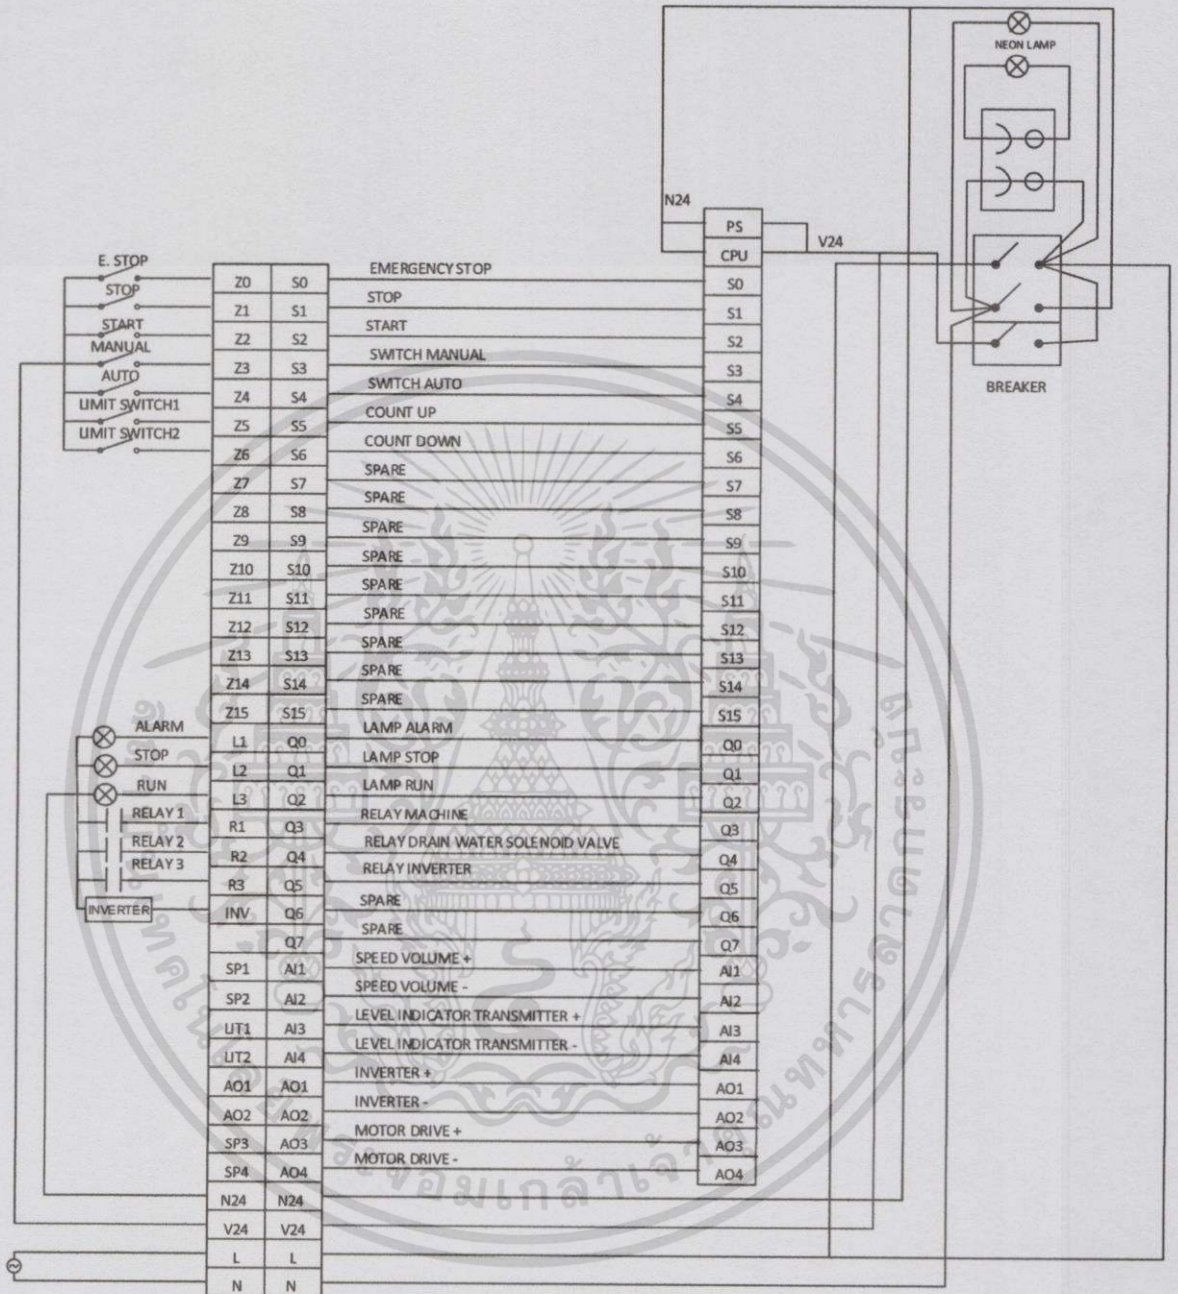 NEON LAMP
N24
PS
V24
CPU
BREAKER
E. STOP
Z0 S0 EMERGENCY STOP S0
STOP
Z1 S1 STOP S1
START
Z2 S2 START S2
MANUAL
Z3 S3 SWITCH MANUAL S3
AUTO
Z4 S4 SWITCH AUTO S4
LIMIT SWITCH1
Z5 S5 COUNT UP S5
LIMIT SWITCH2
Z6 S6 COUNT DOWN S6
Z7 S7 SPARE S7
Z8 S8 SPARE S8
Z9 S9 SPARE S9
Z10 S10 SPARE S10
Z11 S11 SPARE S11
Z12 S12 SPARE S12
Z13 S13 SPARE S13
Z14 S14 SPARE S14
Z15 S15 SPARE S15
ALARM
L1 Q0 LAMP ALARM Q0
STOP
L2 Q1 LAMP STOP Q1
RUN
L3 Q2 LAMP RUN Q2
RELAY 1
R1 Q3 RELAY MACHINE Q3
RELAY 2
R2 Q4 RELAY DRAIN WATER SOLENOID VALVE Q4
RELAY 3
R3 Q5 RELAY INVERTER Q5
INVERTER
INV Q6 SPARE Q6
Q7 SPARE Q7
SP1 AI1 SPEED VOLUME + AI1
SP2 AI2 SPEED VOLUME - AI2
LIT1 AI3 LEVEL INDICATOR TRANSMITTER + AI3
LIT2 AI4 LEVEL INDICATOR TRANSMITTER - AI4
AO1 AO1 INVERTER + AO1
AO2 AO2 INVERTER - AO2
SP3 AO3 MOTOR DRIVE + AO3
SP4 AO4 MOTOR DRIVE - AO4
N24 N24
V24 V24
L L
N N